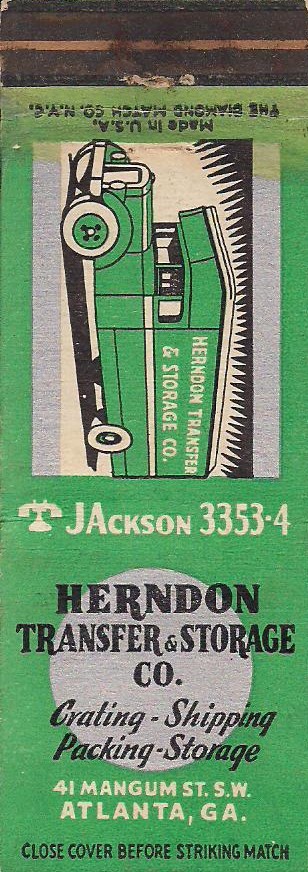 Made in U.S.A.
THE DIAMOND MATCH CO. N.Y.C.
HERNDON TRANSFER
& STORAGE CO.
JACKSON 3353-4
HERNDON
TRANSFER & STORAGE
CO.
Crating - Shipping
Packing - Storage
41 MANGUM ST. S.W.
ATLANTA, GA.
CLOSE COVER BEFORE STRIKING MATCH